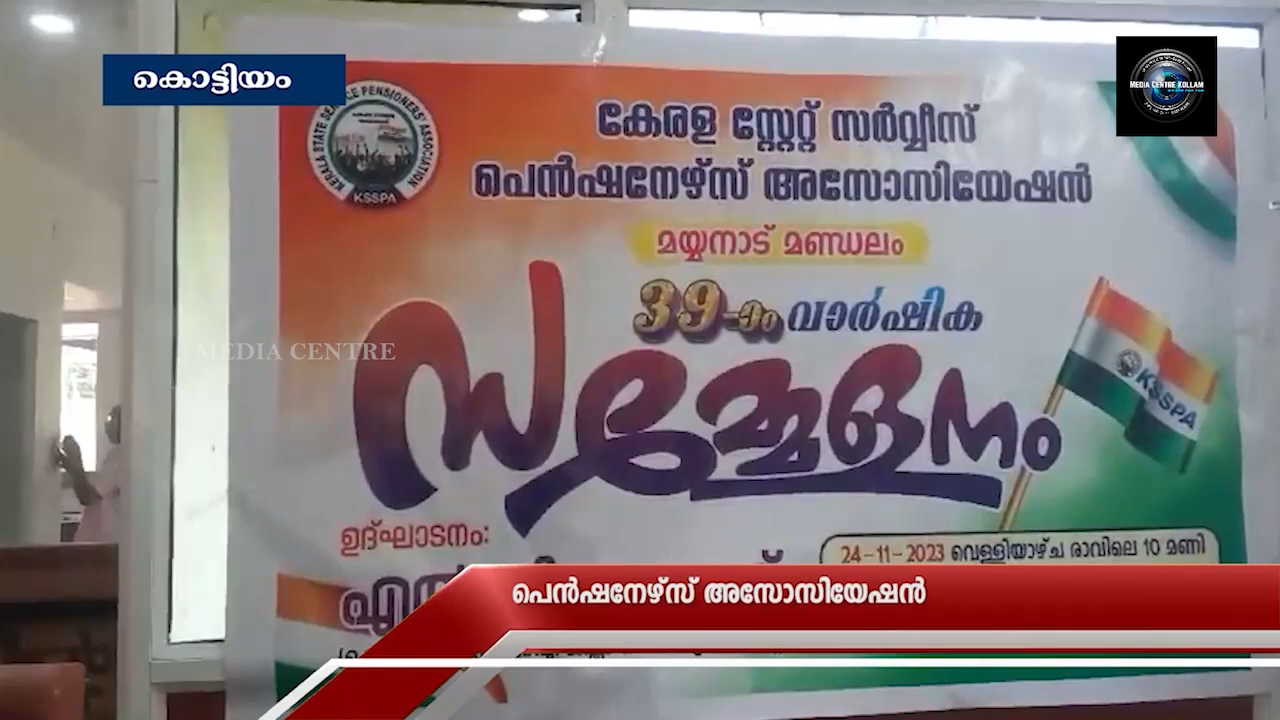 കൊട്ടിയം
MEDIA CENTRE KOLLAM
KERALA STATE SERVICE PENSIONERS' ASSOCIATION
KSSPA
കേരള സ്റ്റേറ്റ് സർവ്വീസ്
പെൻഷനേഴ്സ് അസോസിയേഷൻ
മയ്യനാട് മണ്ഡലം
39-ാം വാർഷിക
സമ്മേളനം
KSSPA
MEDIA CENTRE
ഉദ്ഘാടനം:
24-11-2023 വെള്ളിയാഴ്ച രാവിലെ 10 മണി
പെൻഷനേഴ്സ് അസോസിയേഷൻ